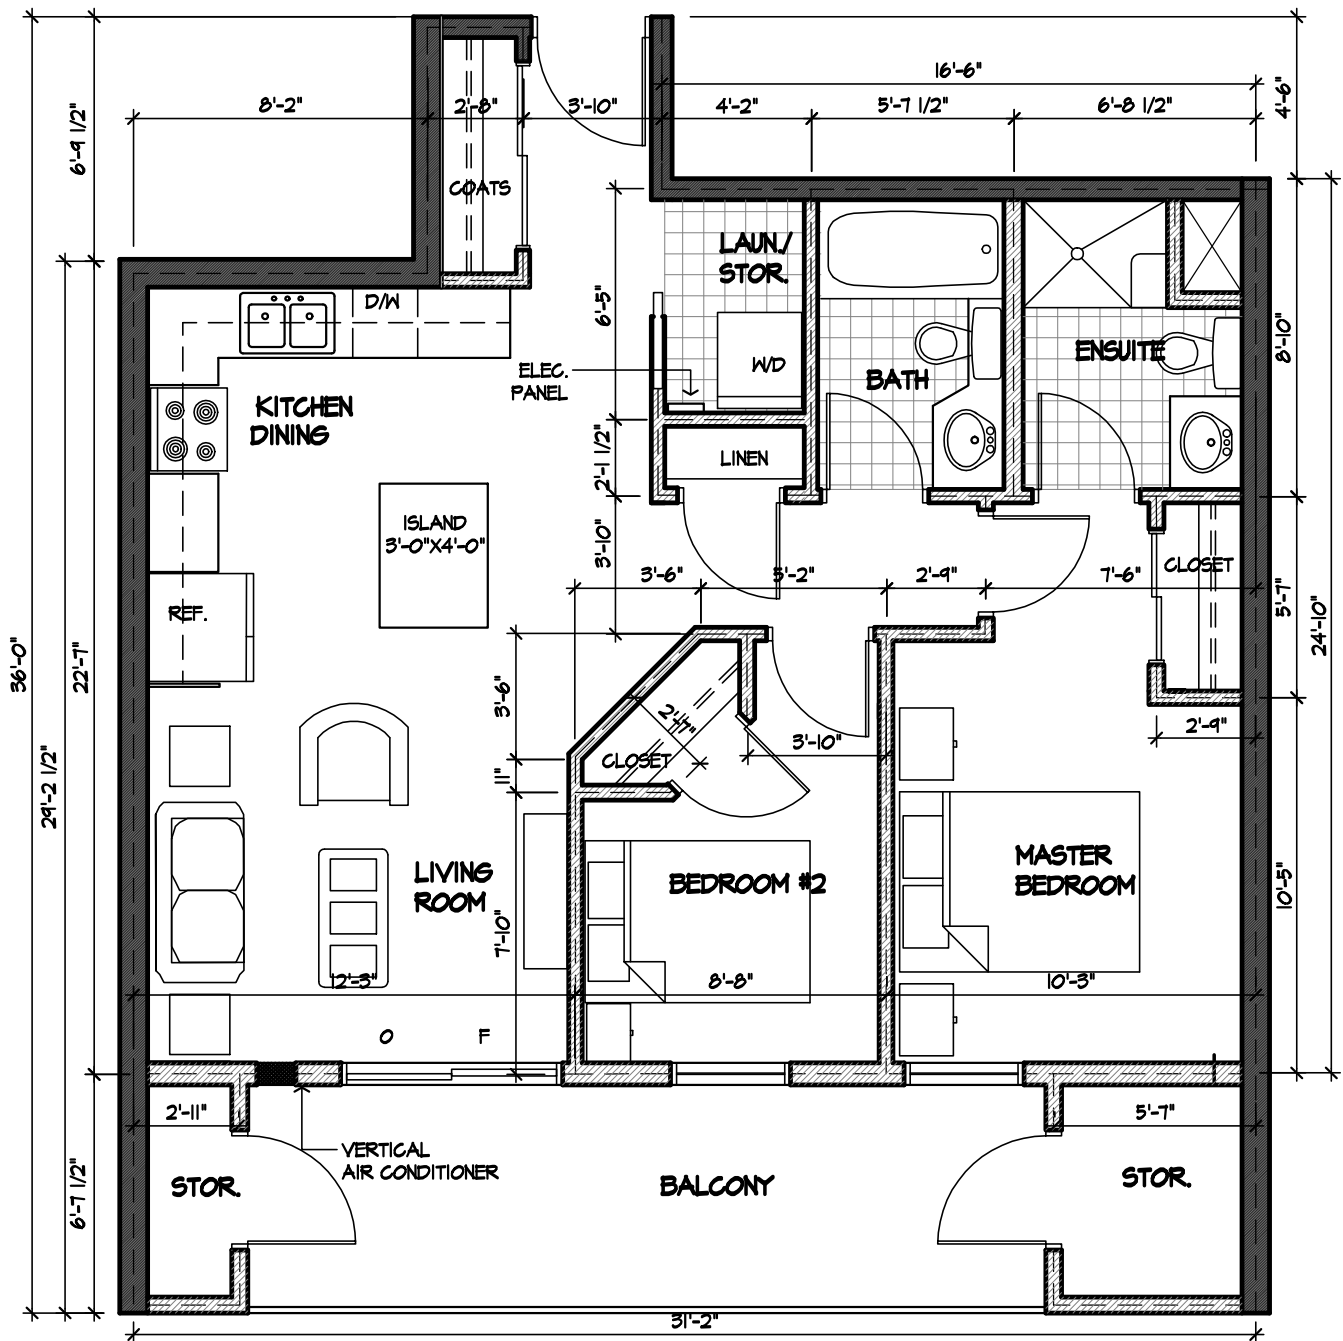 16'-6"
8'-2"
2'-8"
3'-10"
4'-2"
5'-7 1/2"
6'-8 1/2"
4'-6"
6'-9 1/2"
COATS
LAUN./
STOR.
D/W
6'-5"
8'-10"
ELEC.
PANEL
W/D
BATH
ENSUITE
KITCHEN
DINING
LINEN
2'-1 1/2"
ISLAND
3'-0"X4'-0"
3'-10"
3'-6"
5'-2"
2'-9"
7'-6"
CLOSET
5'-7"
24'-10"
REF.
36'-0"
22'-7"
3'-6"
2'-7"
3'-10"
2'-9"
CLOSET
11"
29'-2 1/2"
LIVING
ROOM
BEDROOM #2
MASTER
BEDROOM
10'-5"
7'-10"
12'-3"
8'-8"
10'-3"
O
F
2'-11"
5'-7"
VERTICAL
AIR CONDITIONER
STOR.
BALCONY
STOR.
6'-7 1/2"
31'-2"